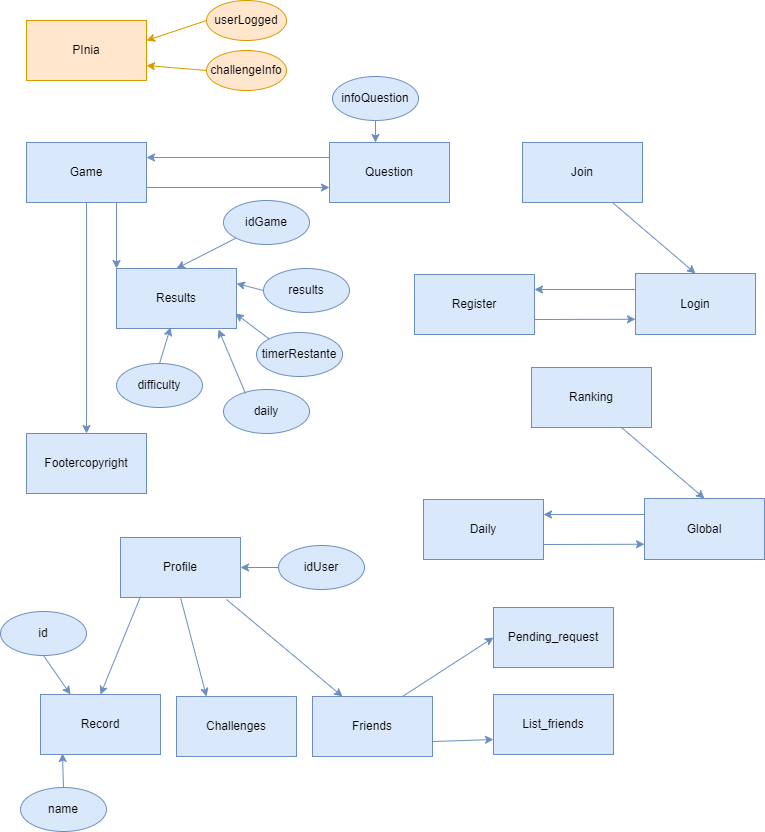 userLogged
PInia
challengeInfo
infoQuestion
Game
Question
Join
idGame
Results
results
Register
Login
timerRestante
difficulty
daily
Ranking
Footercopyright
Daily
Global
Profile
idUser
id
Pending_request
Record
Challenges
Friends
List_friends
name